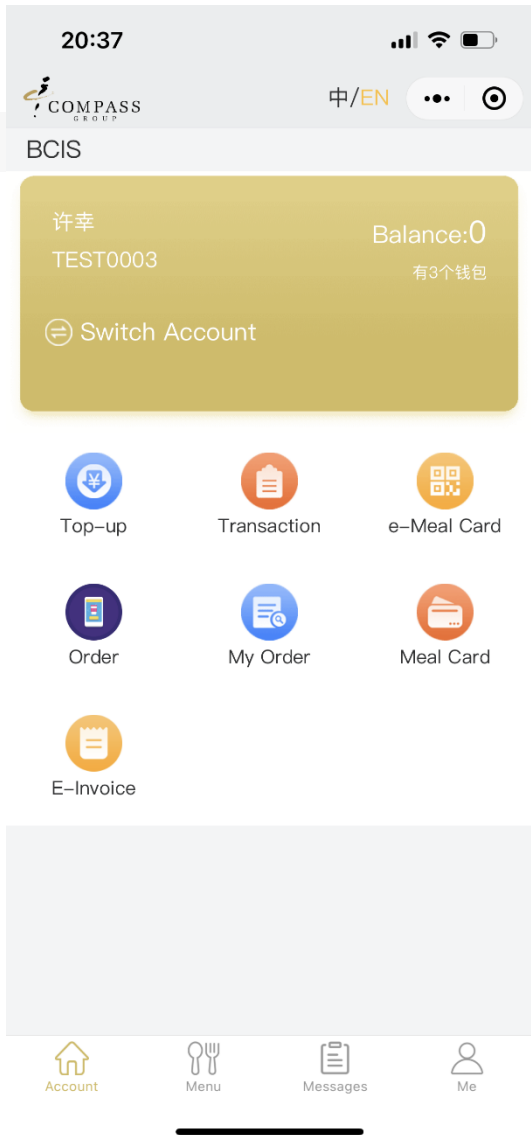 20:37
COMPASS
GROUP
中/EN
BCIS
许幸
Balance:0
TEST0003
有3个钱包
Switch Account
Top-up
Transaction
e-Meal Card
Order
My Order
Meal Card
E-Invoice
Account
Menu
Messages
Me